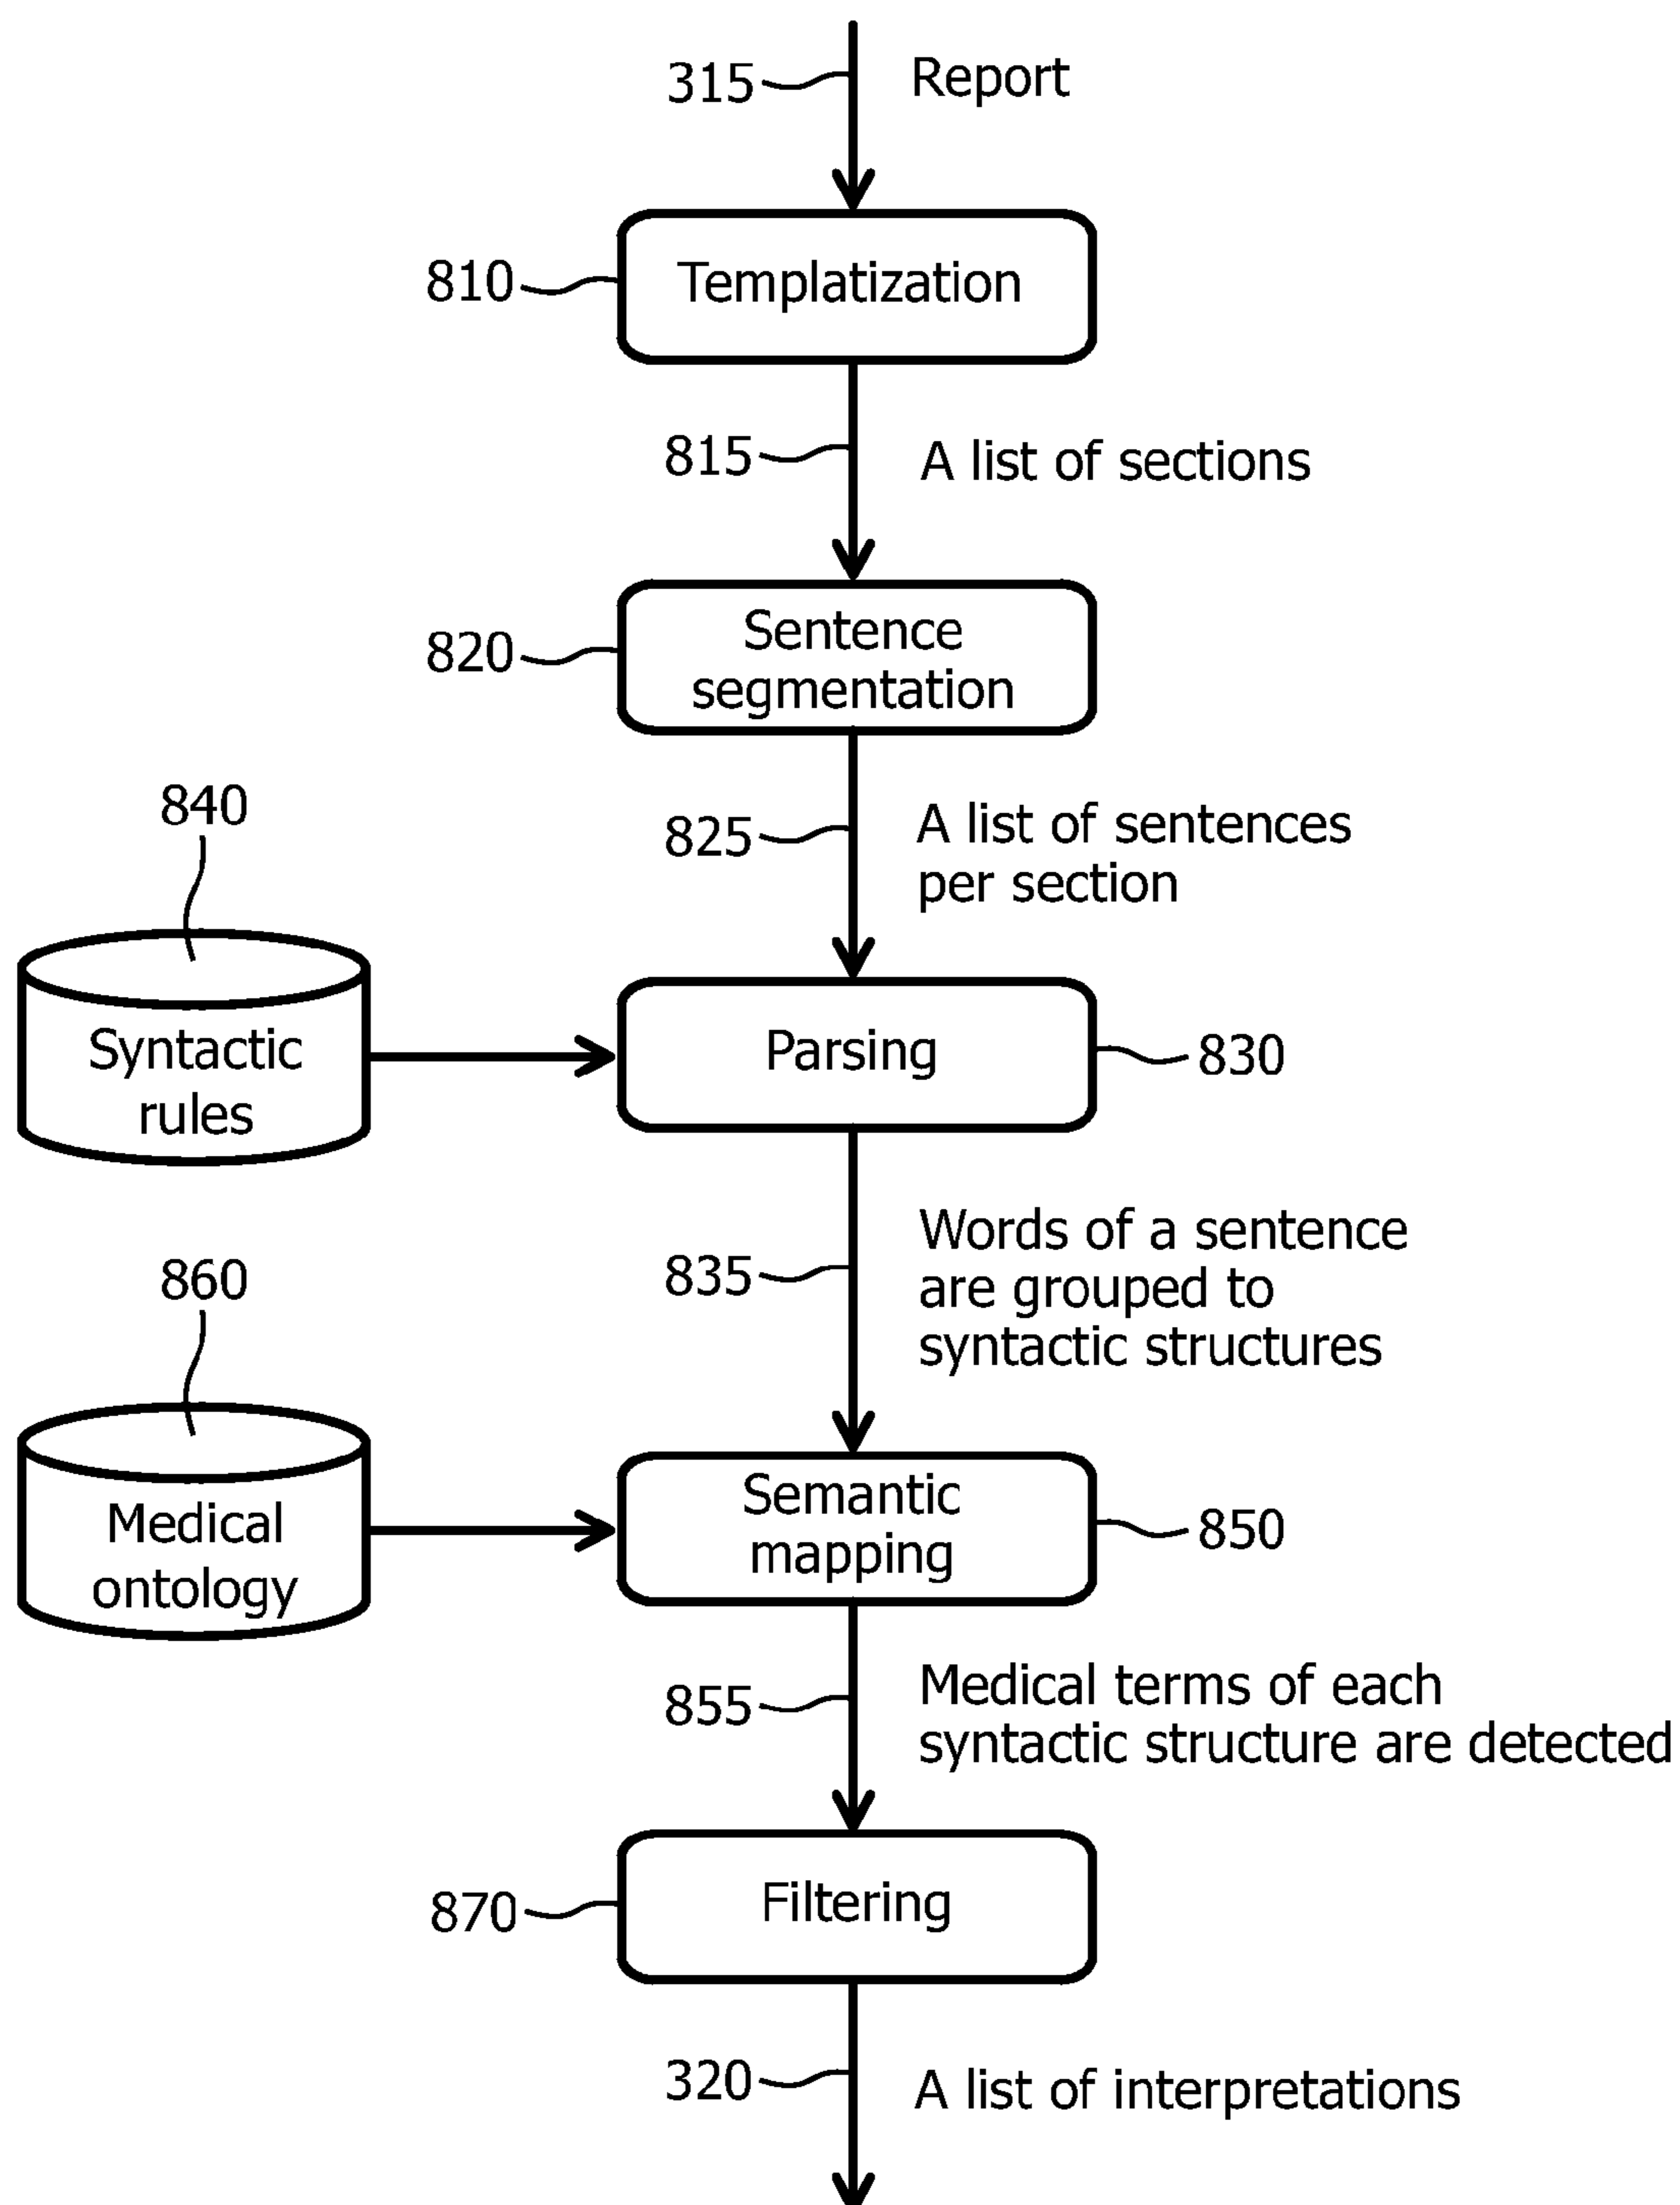 315
Report
810
Templatization
815
A list of sections
820
Sentence
segmentation
840
825
A list of sentences
per section
Syntactic
rules
Parsing
830
860
835
Words of a sentence
are grouped to
syntactic structures
Medical
ontology
Semantic
mapping
850
855
Medical terms of each
syntactic structure are detected
870
Filtering
320
A list of interpretations